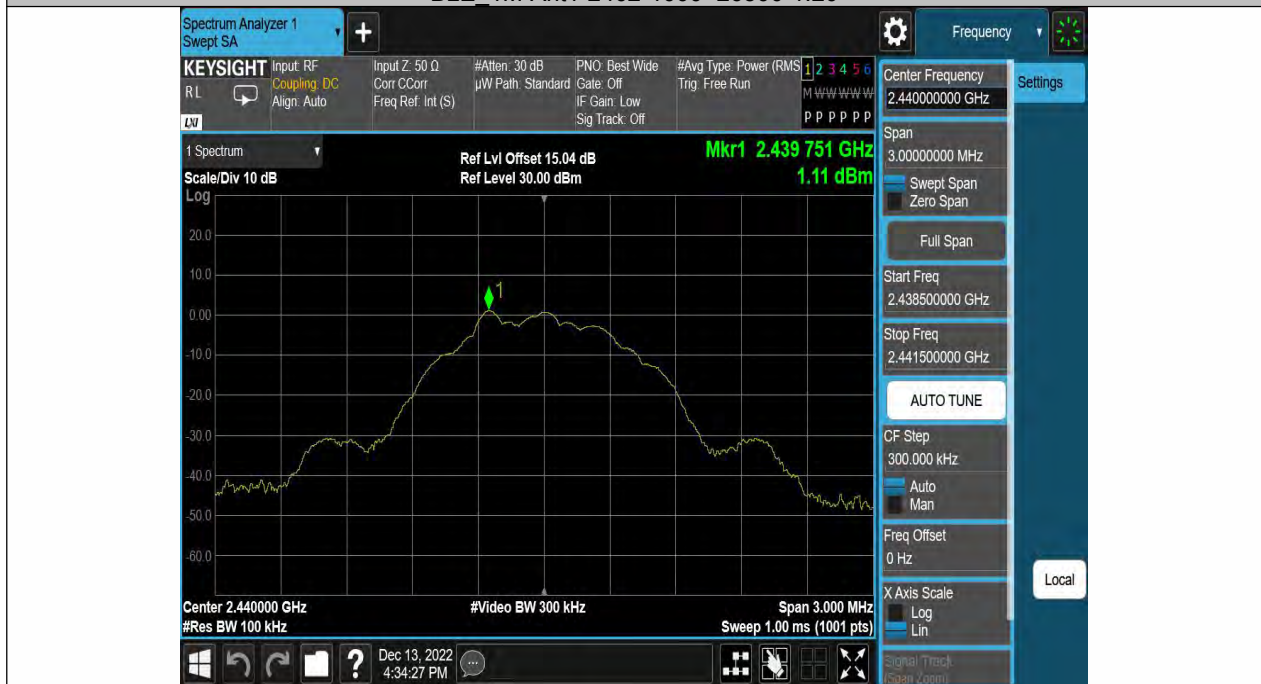 Spectrum Analyzer 1
Swept SA
+
Frequency
KEYSIGHT
RL
LXI
Input: RF
Coupling: DC
Align: Auto
Input Z: 50 Ω
Corr CCorr
Freq Ref: Int (S)
#Atten: 30 dB
µW Path: Standard
PNO: Best Wide
Gate: Off
IF Gain: Low
Sig Track: Off
#Avg Type: Power (RMS
Trig: Free Run
1 2 3 4 5 6
M W W W W W
P P P P P P
1 Spectrum
Scale/Div 10 dB
Ref Lvl Offset 15.04 dB
Ref Level 30.00 dBm
Mkr1 2.439 751 GHz
1.11 dBm
Log
20.0
10.0
0.00
-10.0
-20.0
-30.0
-40.0
-50.0
-60.0
1
Center 2.440000 GHz
#Res BW 100 kHz
#Video BW 300 kHz
Span 3.000 MHz
Sweep 1.00 ms (1001 pts)
?
Dec 13, 2022
4:34:27 PM
Center Frequency
2.440000000 GHz
Settings
Span
3.00000000 MHz
Swept Span
Zero Span
Full Span
Start Freq
2.438500000 GHz
Stop Freq
2.441500000 GHz
AUTO TUNE
CF Step
300.000 kHz
Auto
Man
Freq Offset
0 Hz
X Axis Scale
Log
Lin
Local
Signal Track
(Span Zoom)